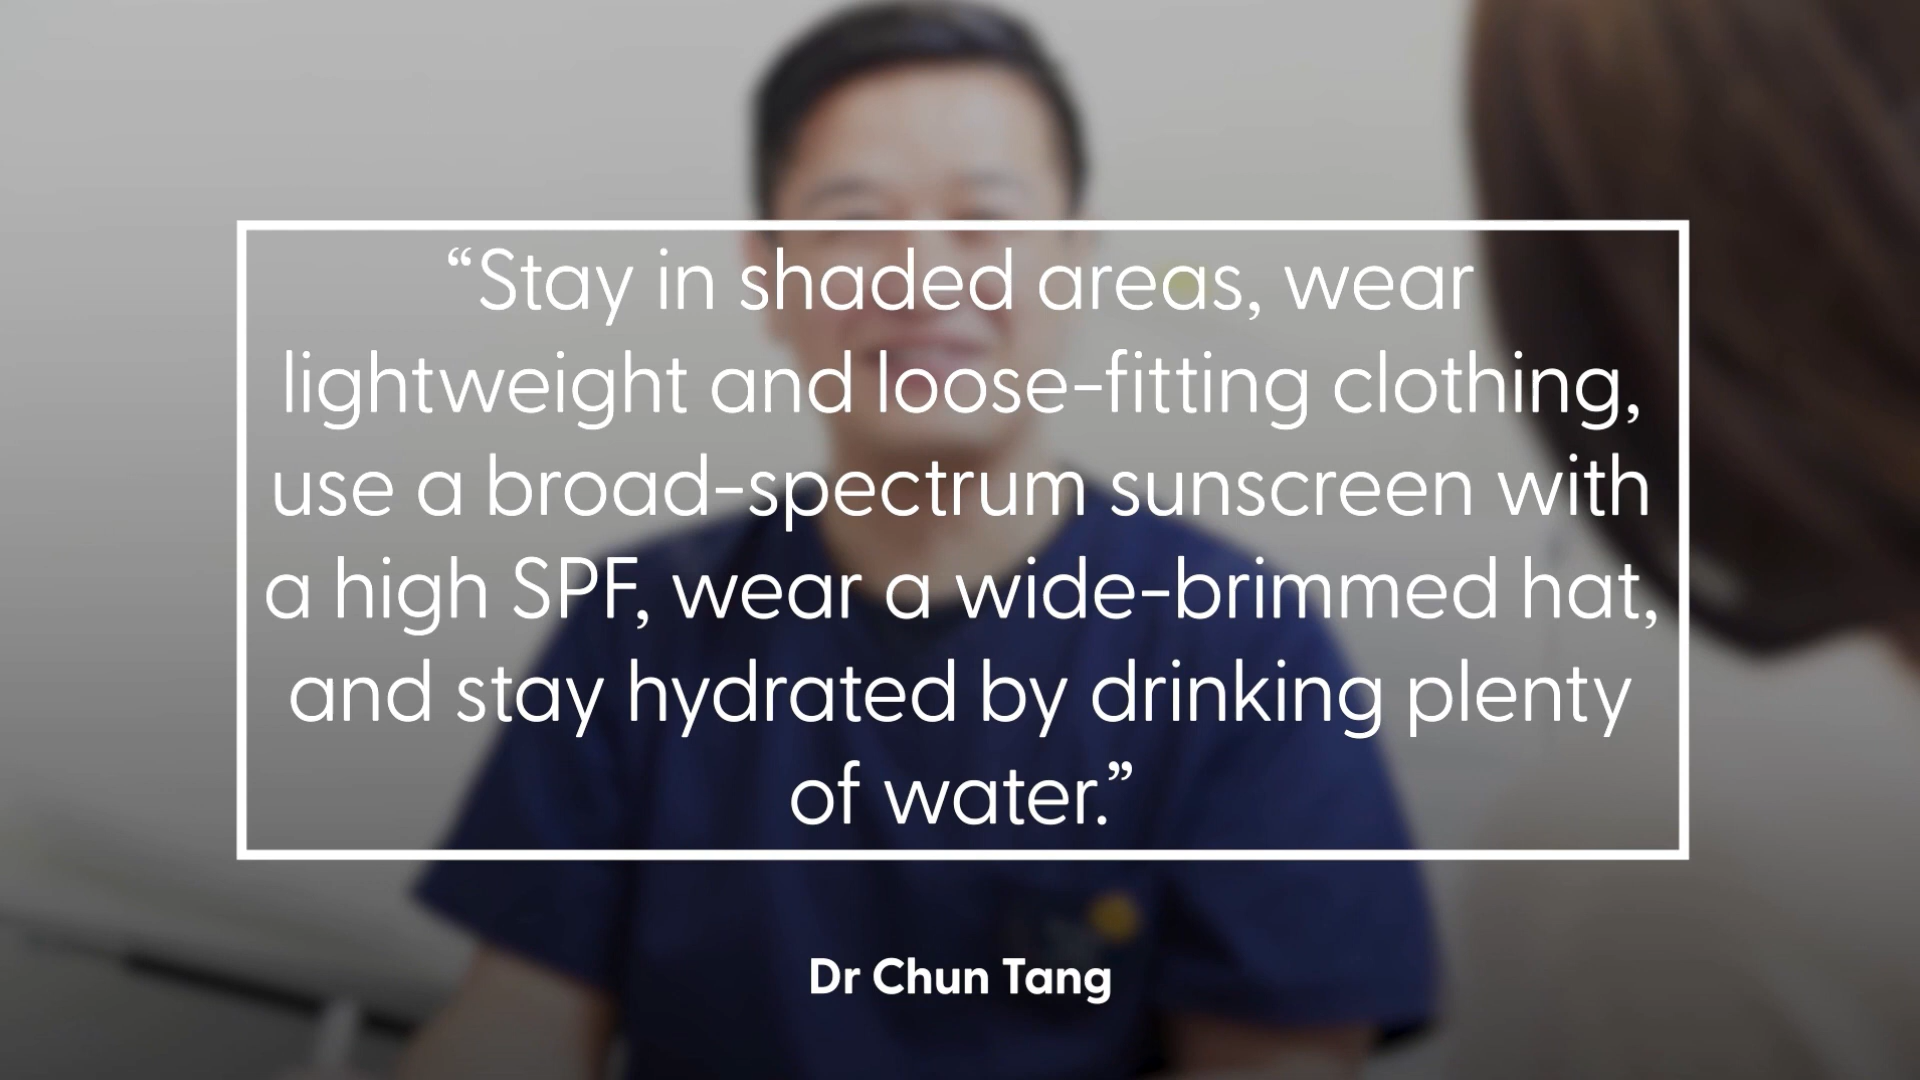 “Stay in shaded areas, wear
lightweight and loose-fitting clothing,
use a broad-spectrum sunscreen with
a high SPF, wear a wide-brimmed hat,
and stay hydrated by drinking plenty
of water.”
Dr Chun Tang